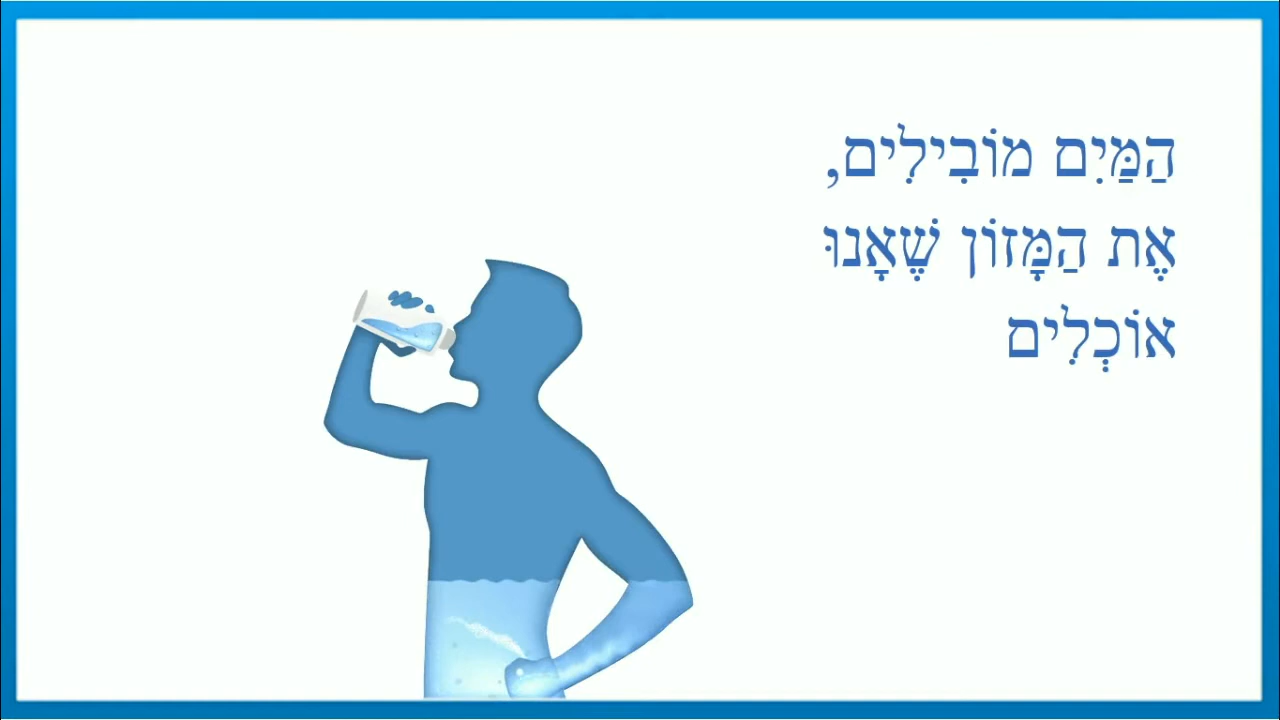 הַמַּיִם מוֹבִילִים,
אֶת הַמָּזוֹן שֶׁאָנוּ
אוֹכְלִים